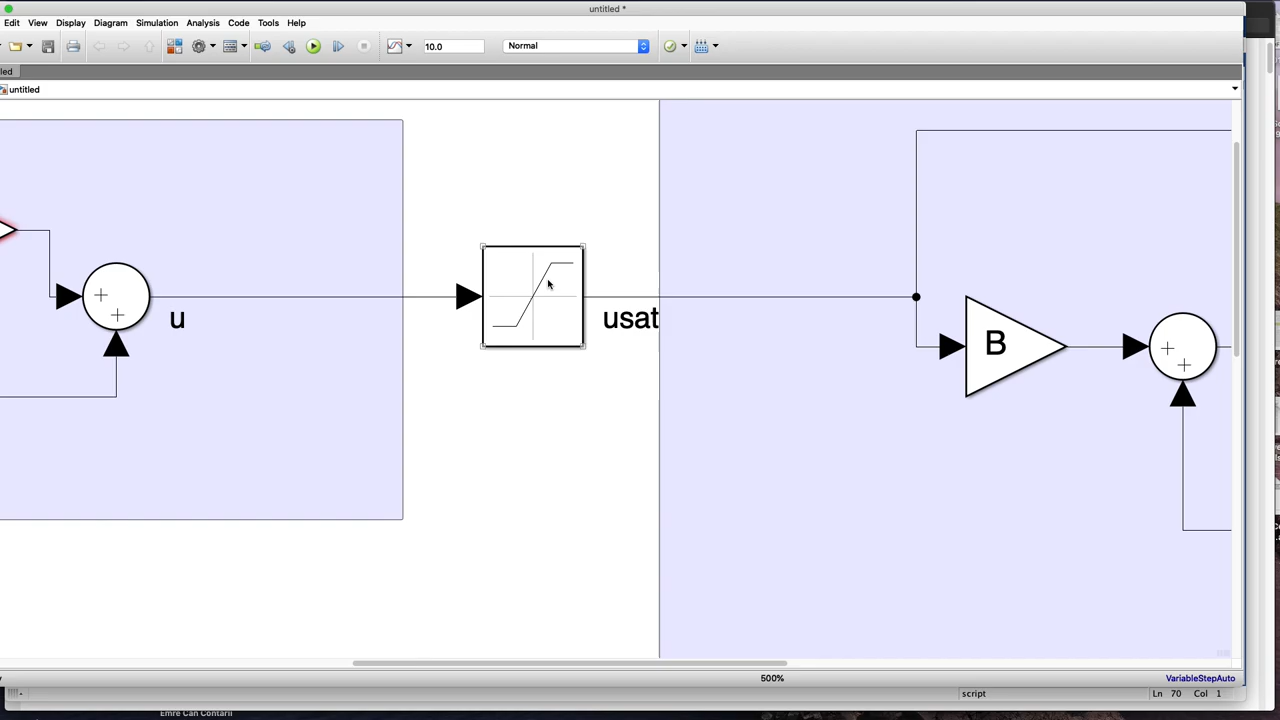 untitled *
Edit View Display Diagram Simulation Analysis Code Tools Help
10.0 Normal
led
untitled
u
usat
B
500%
VariableStepAuto
script Ln 70 Col 1
Emre Can Contarli